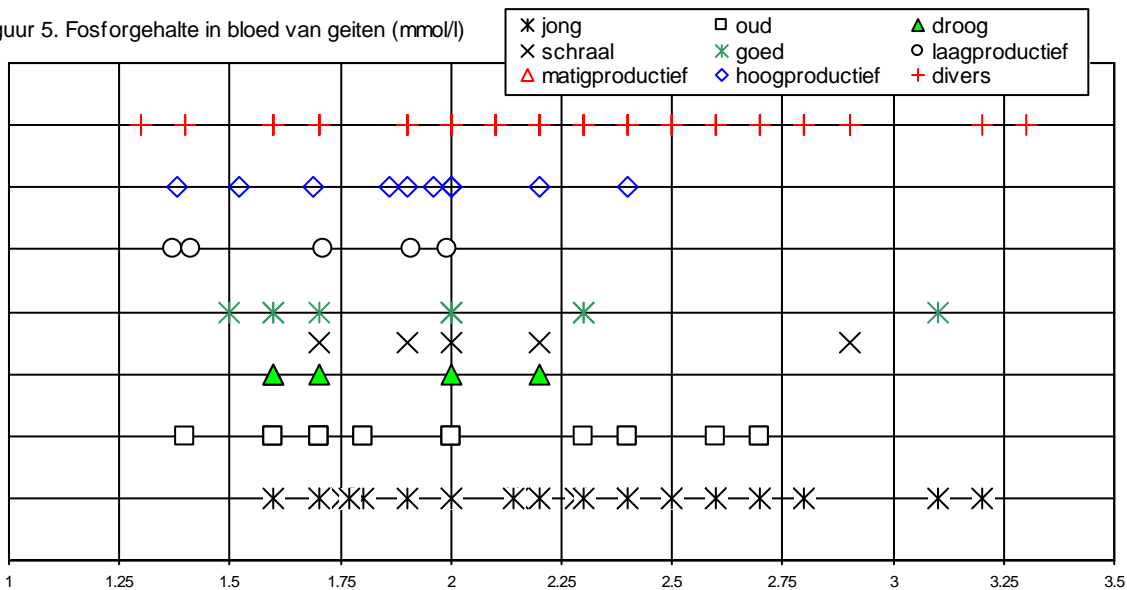 guur 5. Fosforgehalte in bloed van geiten (mmol/l)
jong oud droog
schraal goed laagproductief
matigproductief hoogproductief divers
1 1.25 1.5 1.75 2 2.25 2.5 2.75 3 3.25 3.5